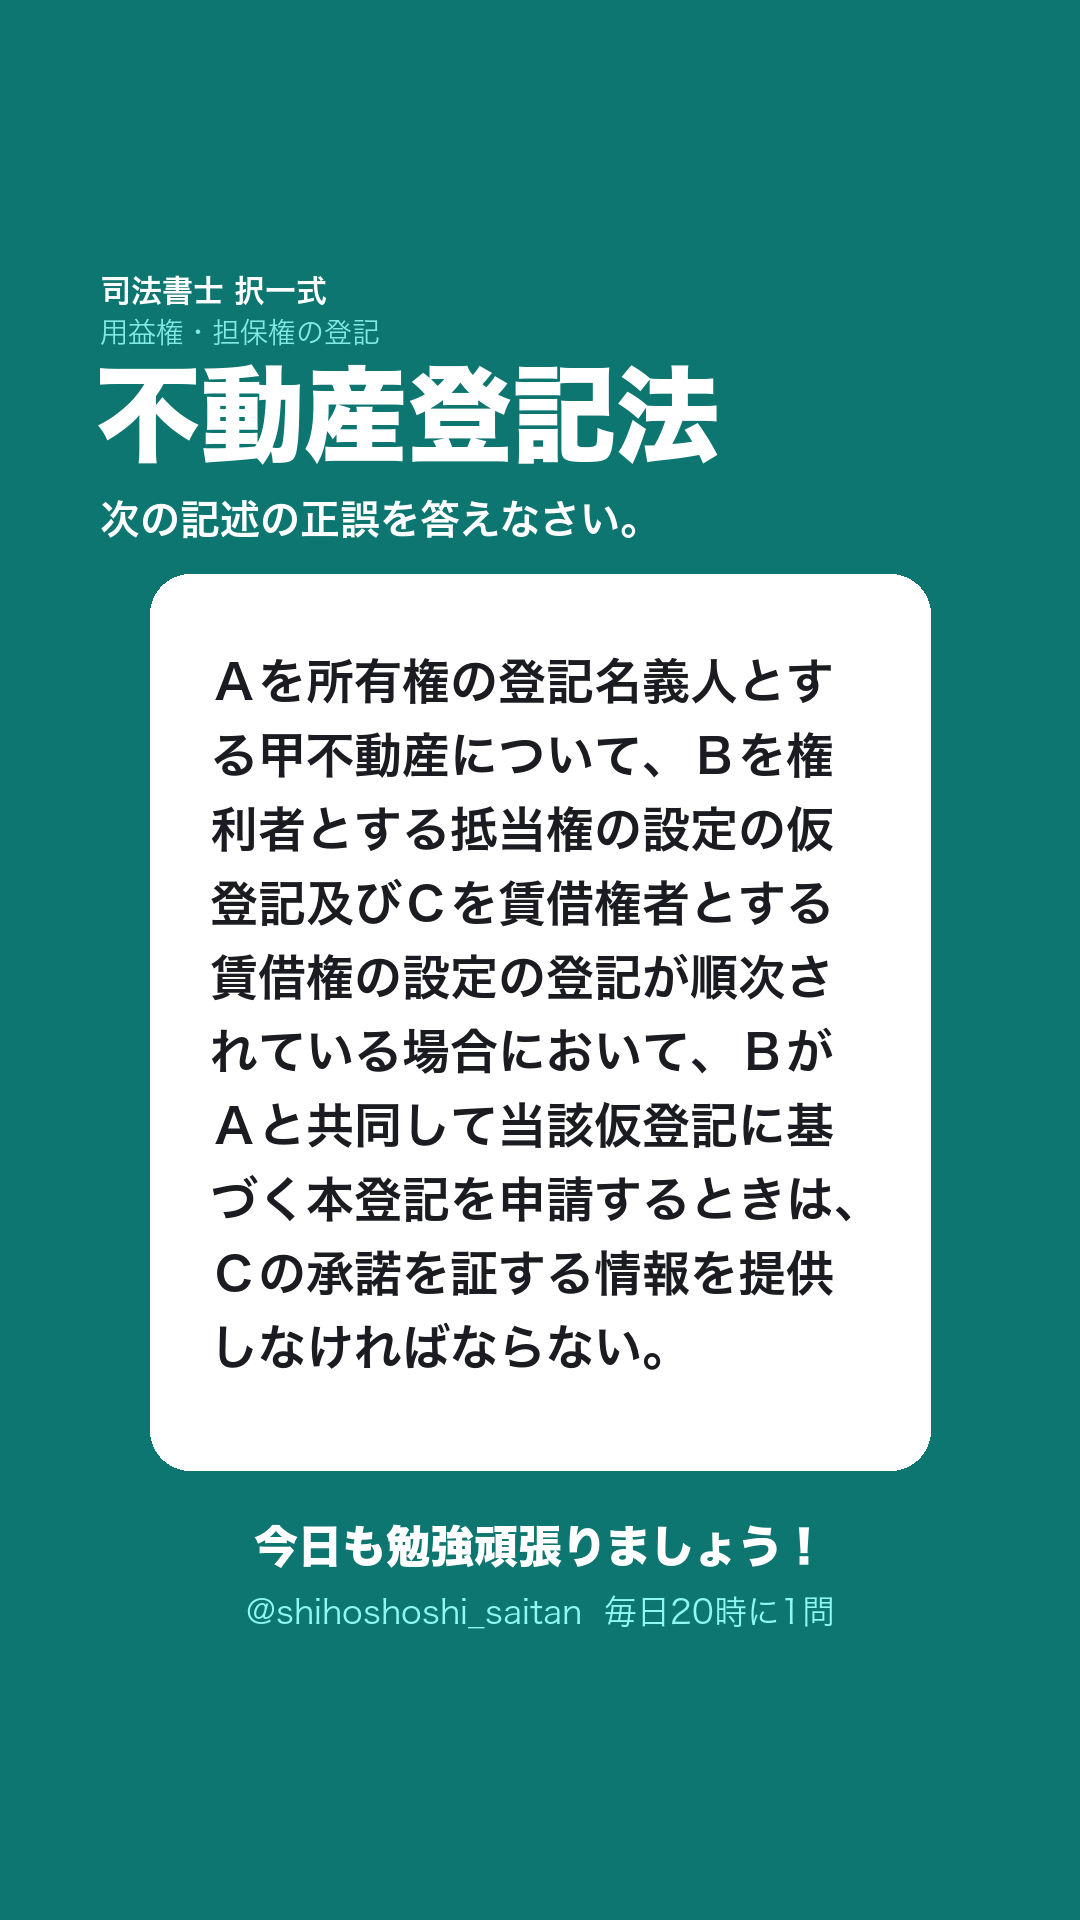 司法書士 択一式
用益権・担保権の登記
不動産登記法
次の記述の正誤を答えなさい。
Ａを所有権の登記名義人とす
る甲不動産について、Ｂを権
利者とする抵当権の設定の仮
登記及びＣを賃借権者とする
賃借権の設定の登記が順次さ
れている場合において、Ｂが
Ａと共同して当該仮登記に基
づく本登記を申請するときは、
Ｃの承諾を証する情報を提供
しなければならない。
今日も勉強頑張りましょう！
@shihoshoshi_saitan 毎日20時に1問